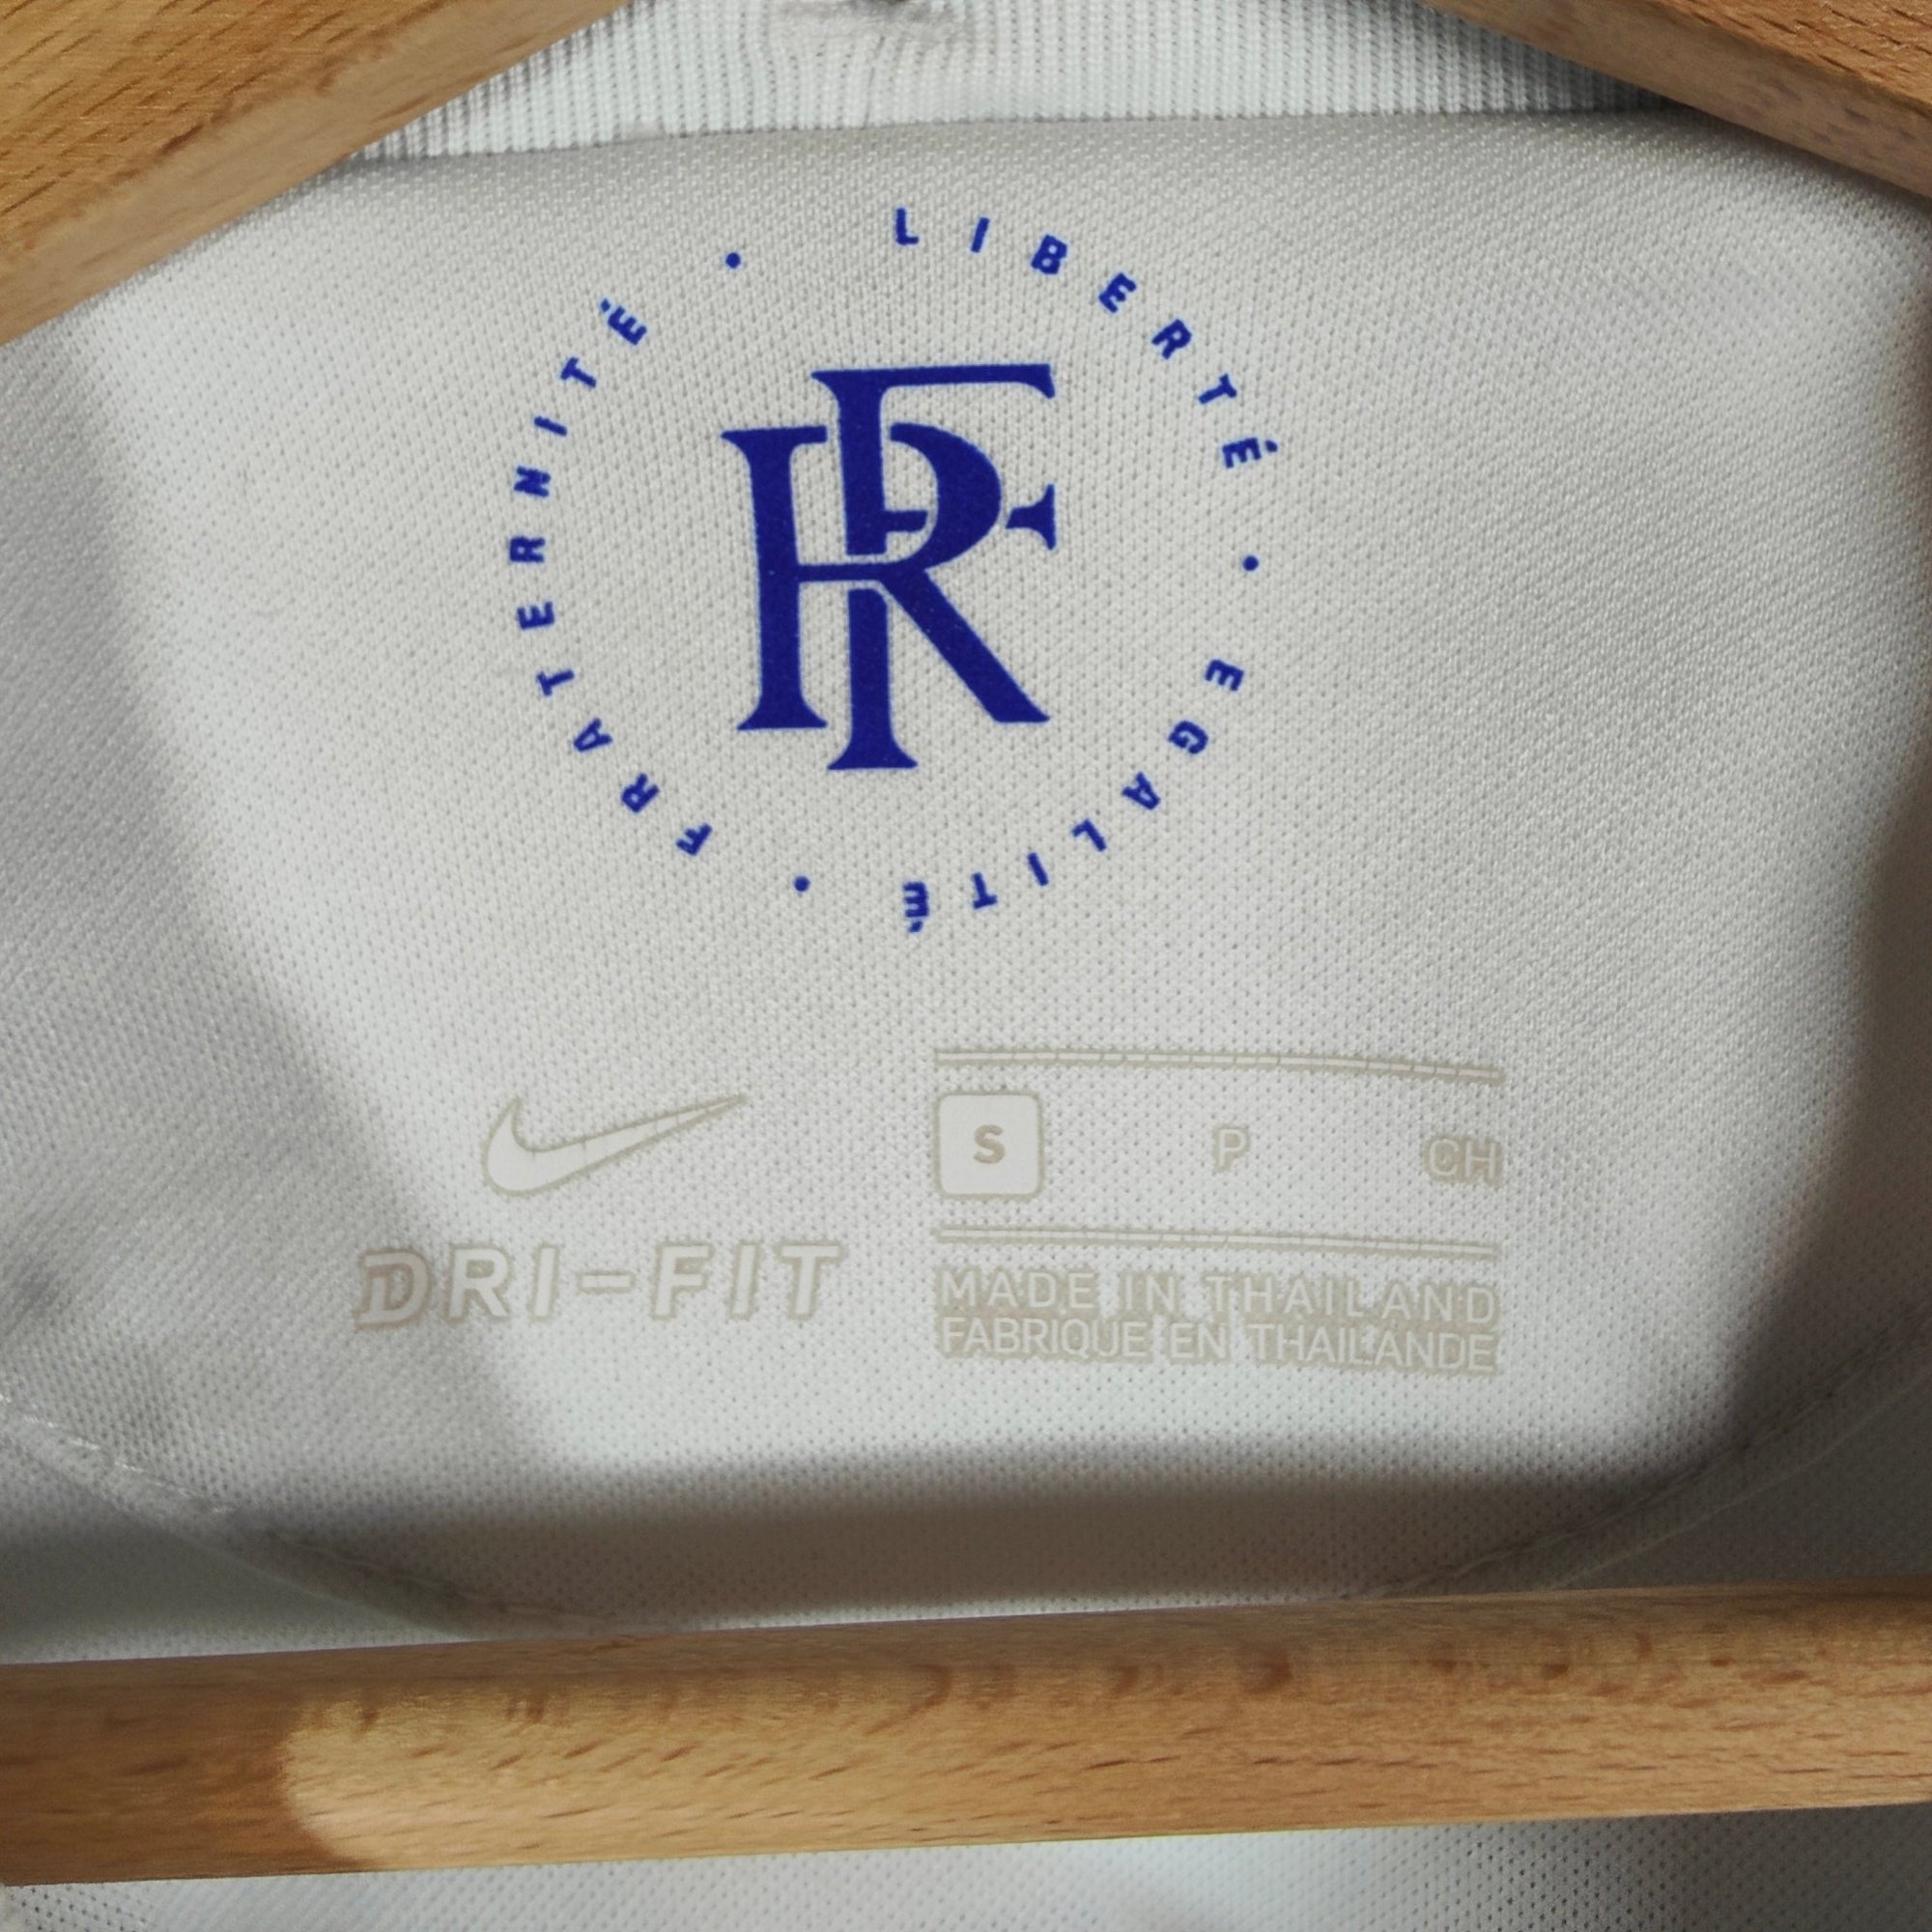 LIBERTÉ • EGALITÉ • FRATERNITÉ •
RF
S P CH
DRI-FIT
MADE IN THAILAND
FABRIQUE EN THAILANDE